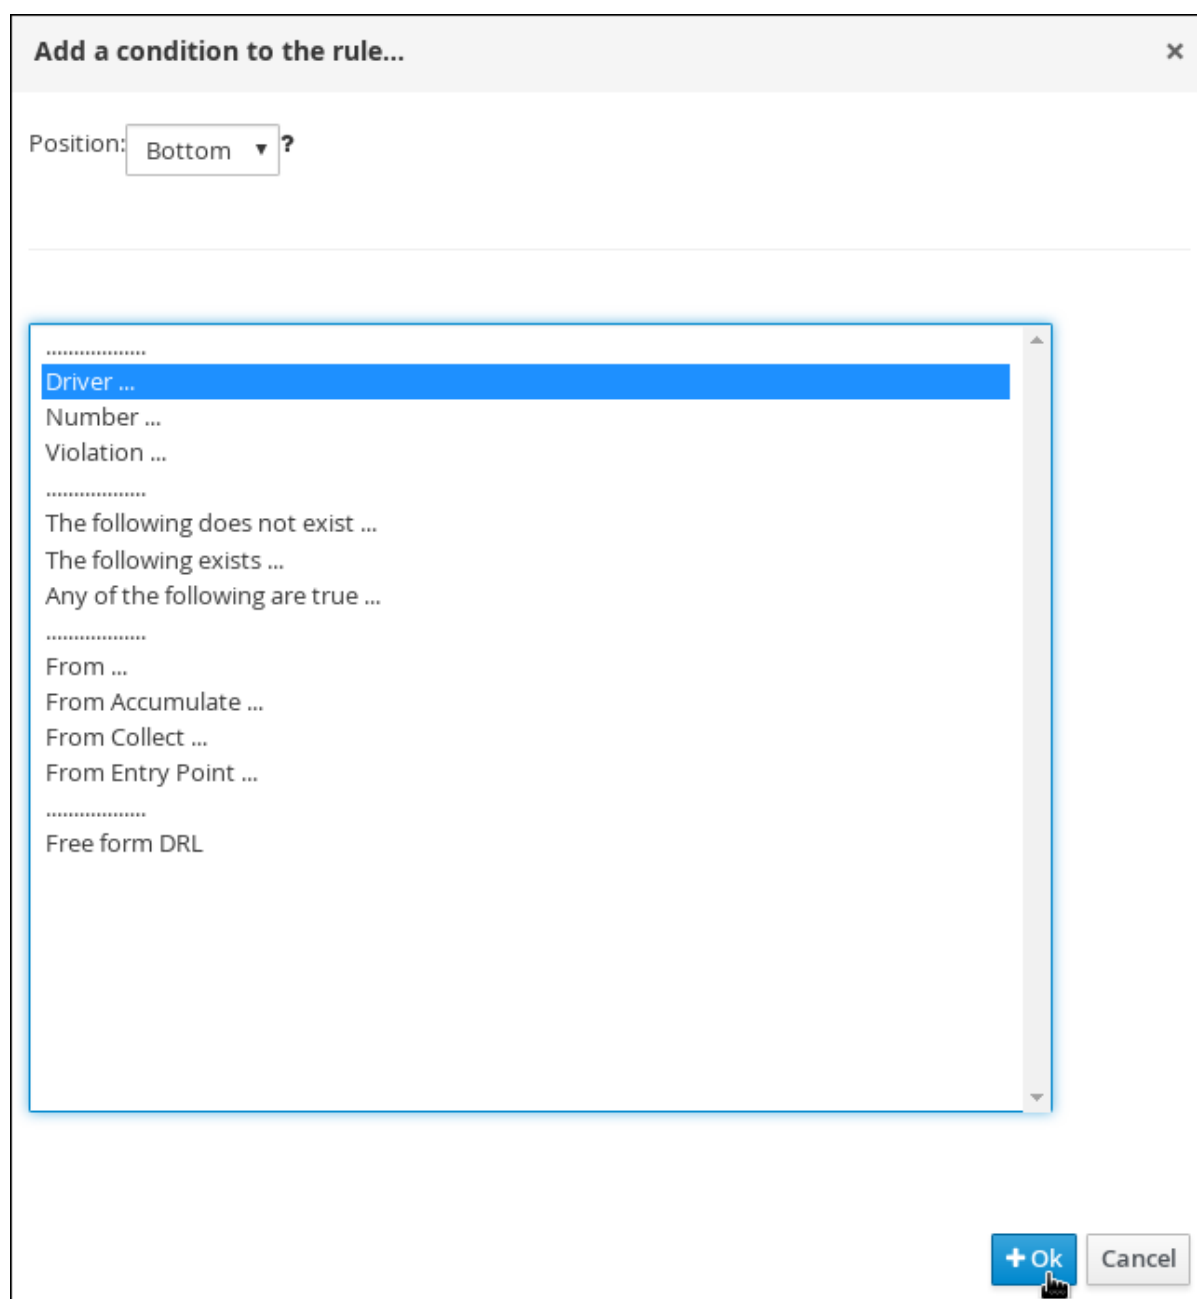 Add a condition to the rule... ×
Position: Bottom ▼ ?
..................
Driver ...
Number ...
Violation ...
..................
The following does not exist ...
The following exists ...
Any of the following are true ...
..................
From ...
From Accumulate ...
From Collect ...
From Entry Point ...
..................
Free form DRL
+ Ok Cancel